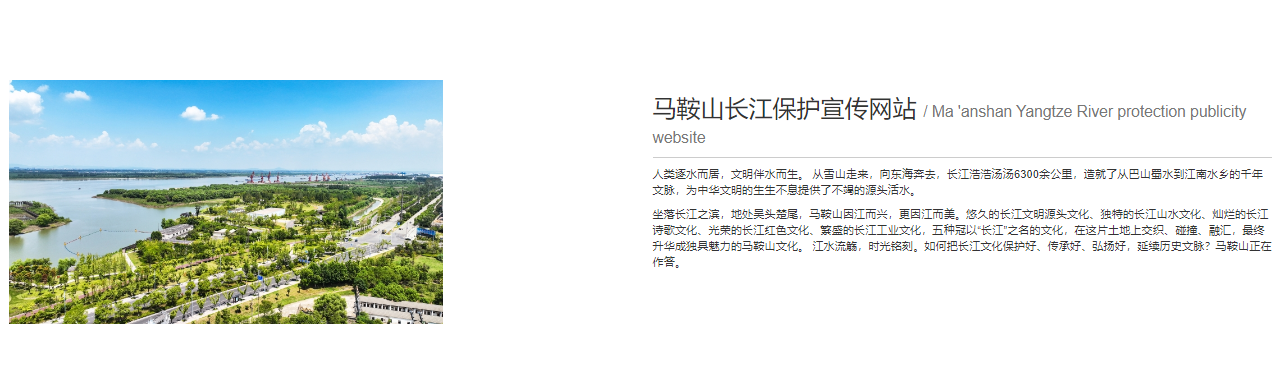 马鞍山长江保护宣传网站 / Ma 'anshan Yangtze River protection publicity
website
人类逐水而居，文明伴水而生。 从雪山走来，向东海奔去，长江浩浩汤汤6300余公里，造就了从巴山蜀水到江南水乡的千年
文脉，为中华文明的生生不息提供了不竭的源头活水。
坐落长江之滨，地处吴头楚尾，马鞍山因江而兴，更因江而美。悠久的长江文明源头文化、独特的长江山水文化、灿烂的长江
诗歌文化、光荣的长江红色文化、繁盛的长江工业文化，五种冠以“长江”之名的文化，在这片土地上交织、碰撞、融汇，最终
升华成独具魅力的马鞍山文化。 江水流觞，时光铭刻。如何把长江文化保护好、传承好、弘扬好，延续历史文脉？马鞍山正在
作答。